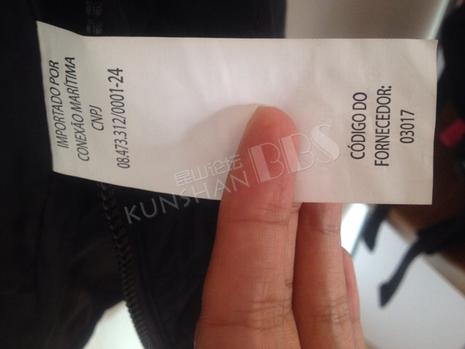 IMPORTADO POR
CONEXÃO MARÍTIMA
CNPJ
08.473.312/0001-24
CÓDIGO DO
FORNECEDOR:
03017
昆山论坛
KUNSHAN BBS